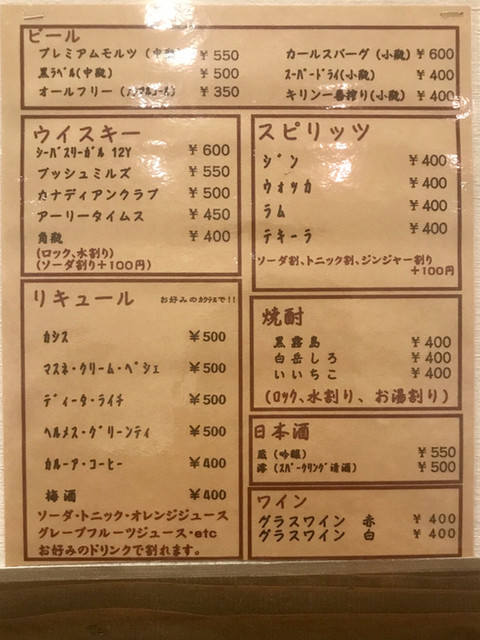 ビール
プレミアムモルツ(中瓶) ￥550
黒ラベル(中瓶) ￥500
オールフリー(ノンアルコール) ￥350
カールスバーグ(小瓶) ￥600
スーパードライ(小瓶) ￥400
キリン一番搾り(小瓶) ￥400
ウイスキー
シーバスリーガル 12Y ￥600
ブッシュミルズ ￥550
カナディアンクラブ ￥500
アーリータイムス ￥450
角瓶 ￥400
(ロック、水割り)
(ソーダ割り+100円)
スピリッツ
ジン ￥400
ウォッカ ￥400
ラム ￥400
テキーラ ￥400
ソーダ割、トニック割、ジンジャー割り
+100円
リキュール お好みのカクテルで!!
カシス ￥500
マスネ・クリーム・ペシェ ￥500
ディータ・ライチ ￥500
ヘルメス・グリーンティ ￥500
カルーア・コーヒー ￥400
梅酒 ￥400
ソーダ・トニック・オレンジジュース
グレープフルーツジュース・etc
お好みのドリンクで割れます。
焼酎
黒霧島 ￥400
白岳しろ ￥400
いいちこ ￥400
(ロック、水割り、お湯割り)
日本酒
蔵(吟醸) ￥550
澪(スパークリング清酒) ￥500
ワイン
グラスワイン 赤 ￥400
グラスワイン 白 ￥400